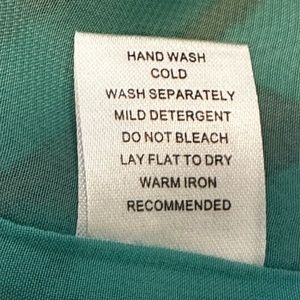 HAND WASH
COLD
WASH SEPARATELY
MILD DETERGENT
DO NOT BLEACH
LAY FLAT TO DRY
WARM IRON
RECOMMENDED